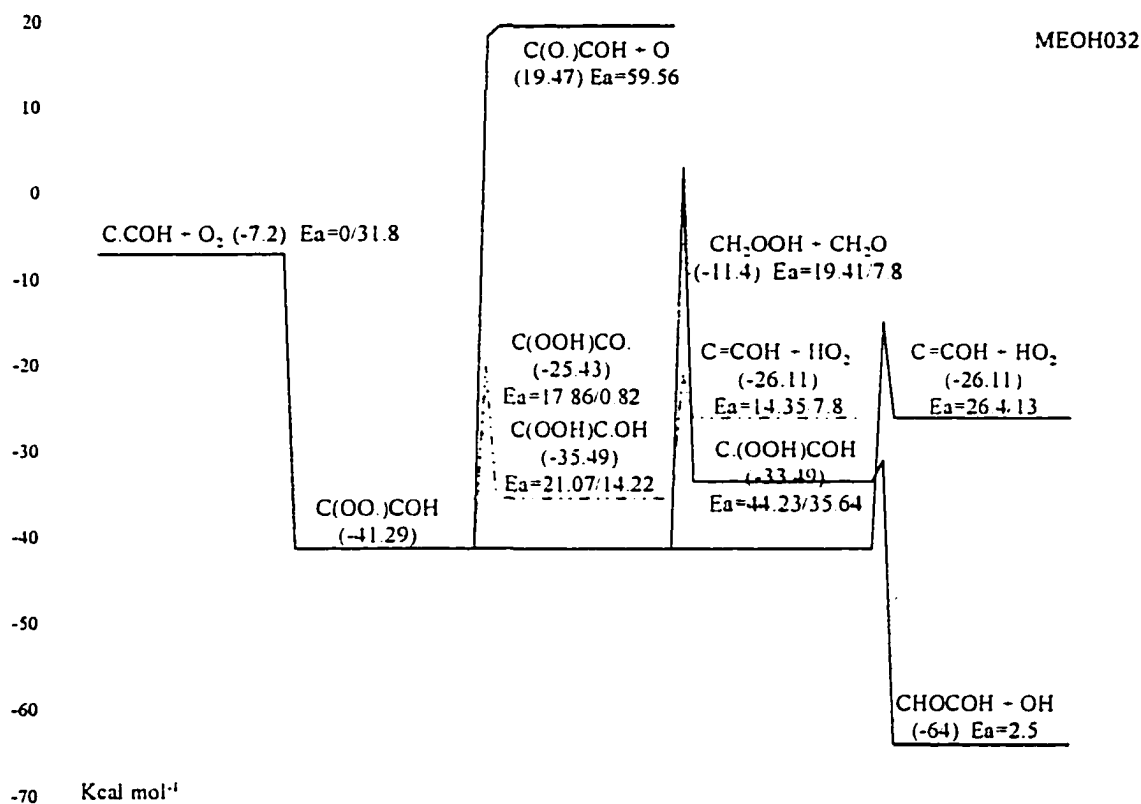 20
MEOH032
C(O.)COH + O
(19.47) Ea=59.56
10
0
C.COH + O₂ (-7.2) Ea=0/31.8
CH₂OOH + CH₂O
(-11.4) Ea=19.41/7.8
-10
C(OOH)CO.
(-25.43)
Ea=17.86/0.82
C=COH + HO₂
(-26.11)
Ea=14.35/7.8
C=COH + HO₂
(-26.11)
Ea=26.4/13
-20
C(OOH)C.OH
(-35.49)
Ea=21.07/14.22
C.(OOH)COH
(-33.49)
Ea=44.23/35.64
-30
C(OO.)COH
(-41.29)
-40
-50
-60
CHOCOH + OH
(-64) Ea=2.5
-70
Kcal mol⁻¹